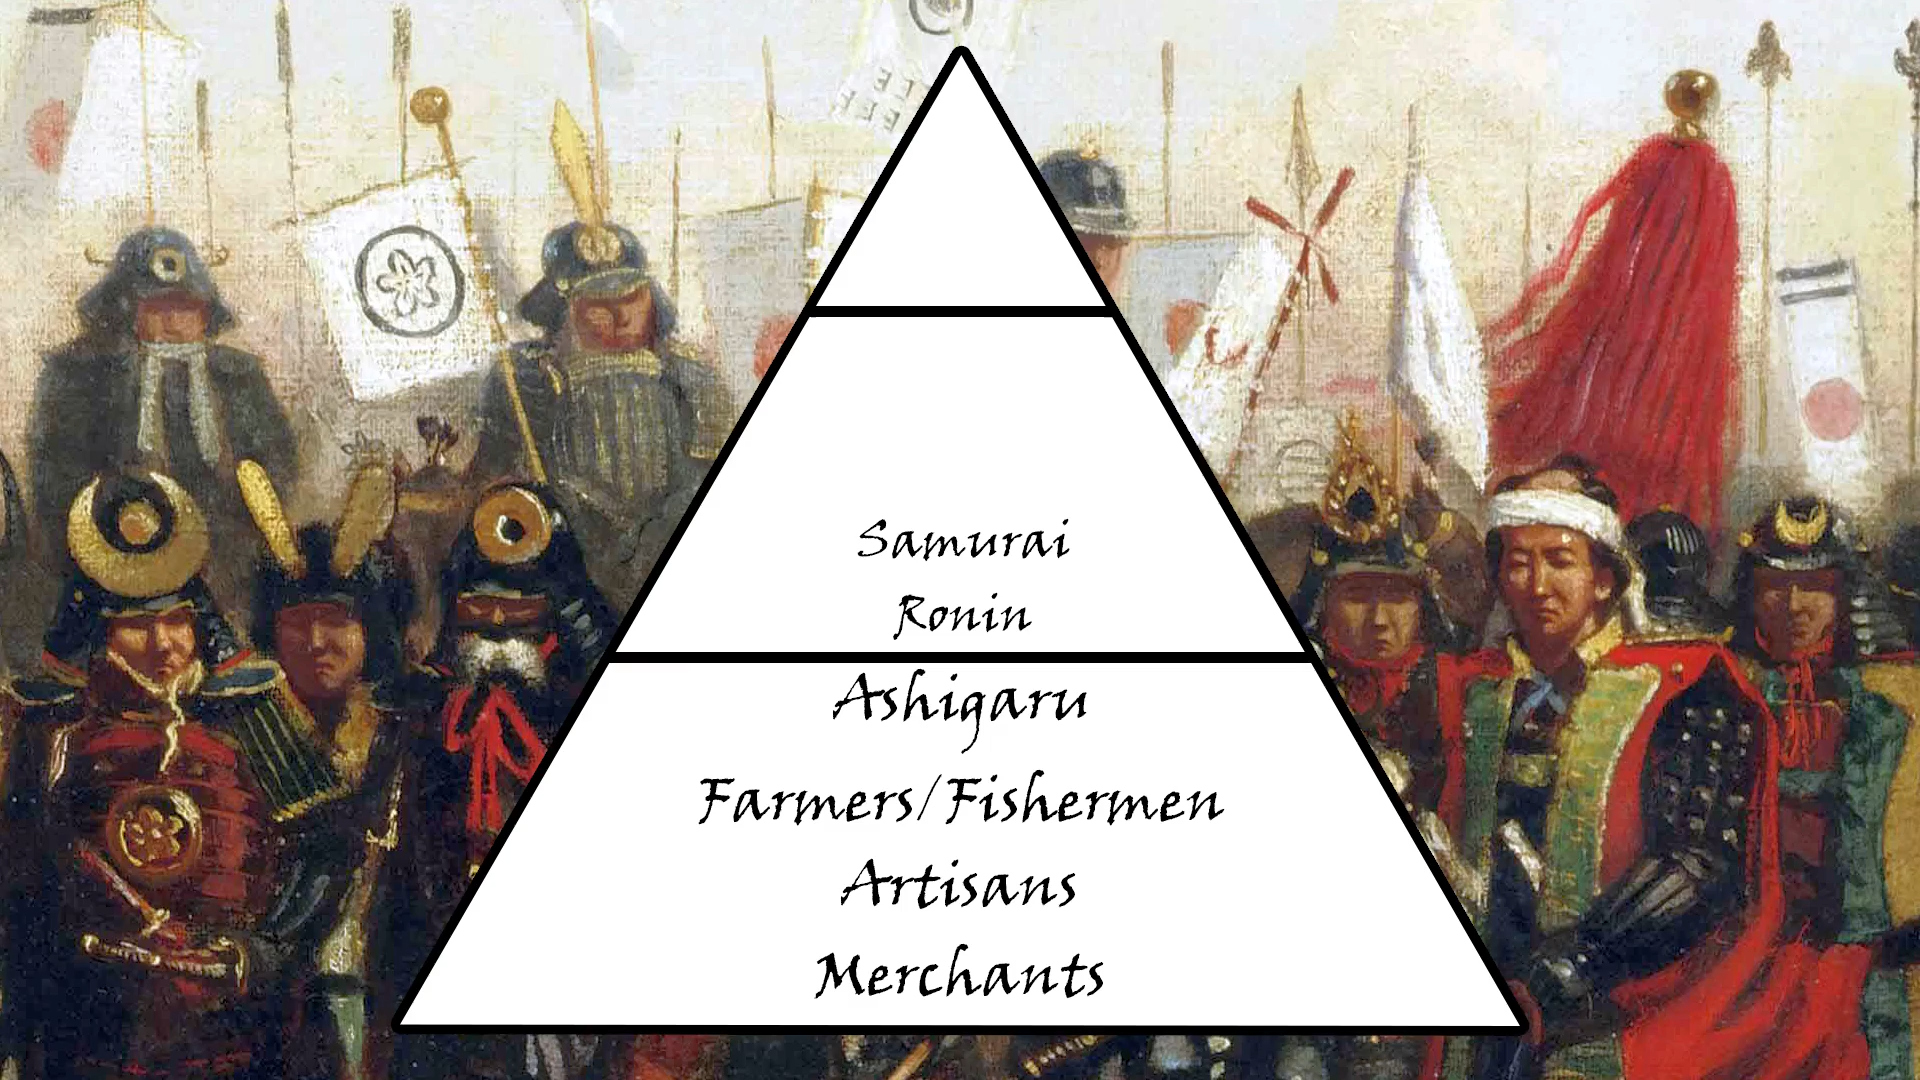 Samurai
Ronin
Ashigaru
Farmers/Fishermen
Artisans
Merchants